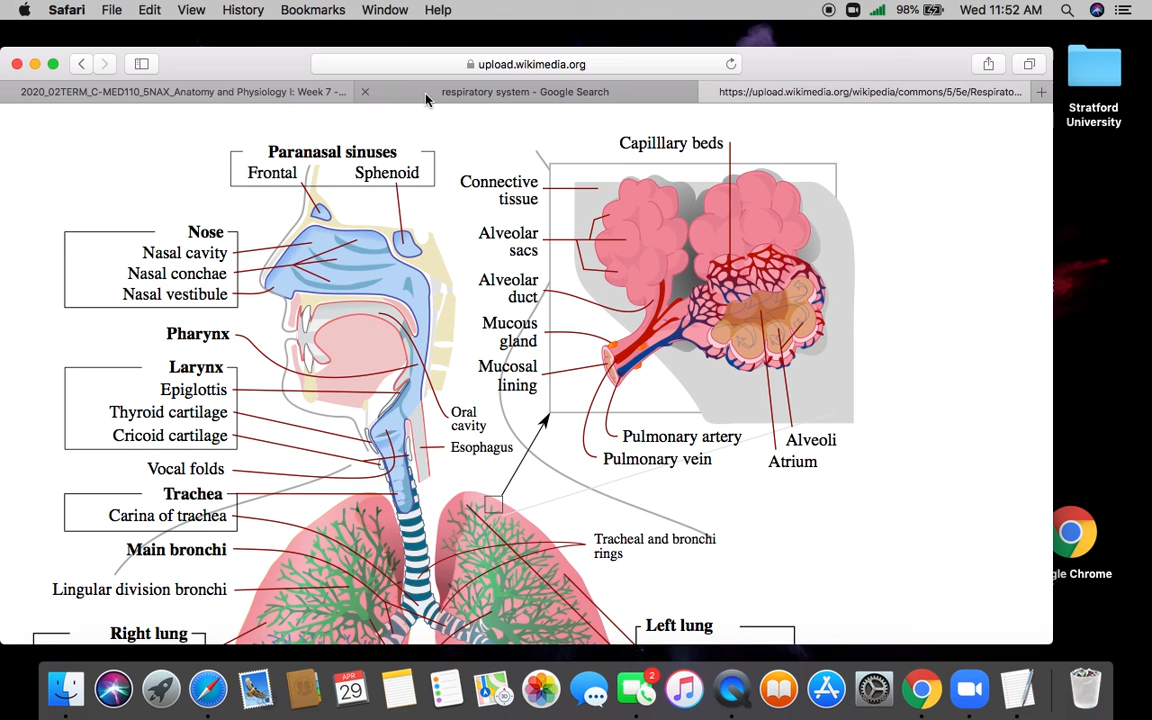 Safari File Edit View History Bookmarks Window Help 98% Wed 11:52 AM
upload.wikimedia.org
2020_02TERM_C-MED110_5NAX_Anatomy and Physiology I: Week 7 -... respiratory system - Google Search https://upload.wikimedia.org/wikipedia/commons/5/5e/Respirato...
Stratford
University
Paranasal sinuses
Frontal Sphenoid
Nose
Nasal cavity
Nasal conchae
Nasal vestibule
Pharynx
Larynx
Epiglottis
Thyroid cartilage
Cricoid cartilage
Vocal folds
Trachea
Carina of trachea
Main bronchi
Lingular division bronchi
Right lung
Oral
cavity
Esophagus
Capilllary beds
Connective
tissue
Alveolar
sacs
Alveolar
duct
Mucous
gland
Mucosal
lining
Pulmonary artery
Pulmonary vein
Alveoli
Atrium
Tracheal and bronchi
rings
Left lung
gle Chrome
APR
29
3D
2